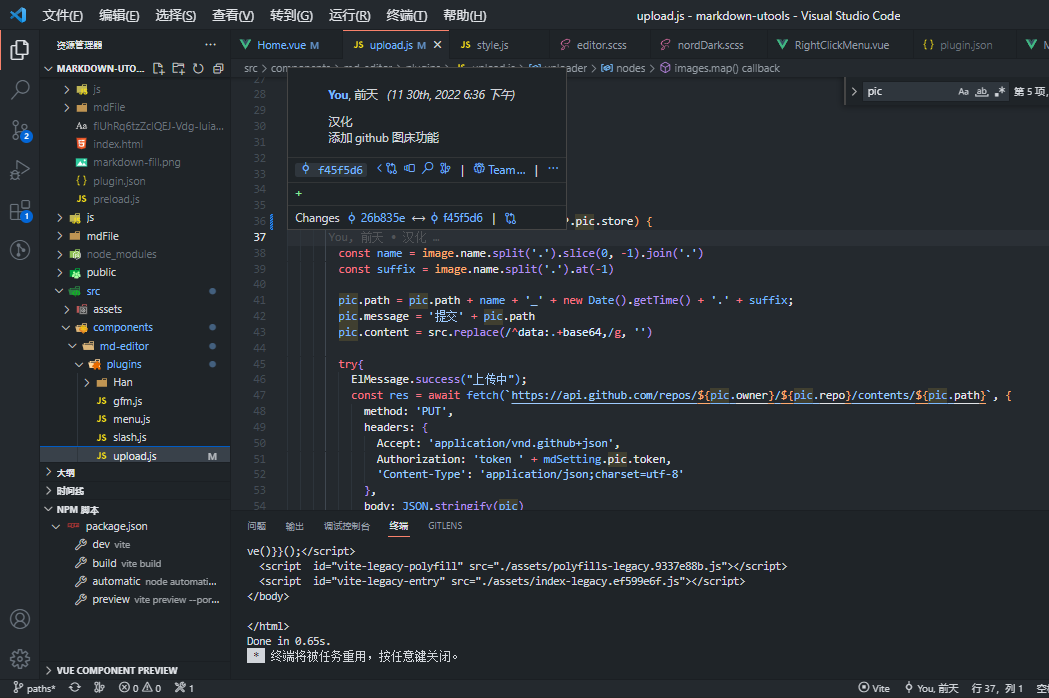 文件(F) 编辑(E) 选择(S) 查看(V) 转到(G) 运行(R) 终端(T) 帮助(H) upload.js - markdown-utools - Visual Studio Code
资源管理器 ···
Home.vue M JS upload.js M JS style.js editor.scss nordDark.scss RightClickMenu.vue {} plugin.json
MARKDOWN-UTO...
src > components > md-editor > plugins > JS upload.js > uploader > nodes > images.map() callback
pic Aa ab .* 第 5 项,
JS js
mdFile
Aa flUhRq6tzZclQEJ-Vdg-Iuia...
index.html
markdown-fill.png
{} plugin.json
JS preload.js
js
mdFile
node_modules
public
src
assets
components
md-editor
plugins
Han
JS gfm.js
JS menu.js
JS slash.js
JS upload.js M
大纲
时间线
NPM 脚本
package.json
dev vite
build vite build
automatic node automati...
preview vite preview --por...
VUE COMPONENT PREVIEW
You, 前天 (11 30th, 2022 6:36 下午)
汉化
添加 github 图床功能
f45f5d6 | Team... | ···
+
Changes 26b835e ↔ f45f5d6 |
27
28
29
30
31
32
33
34
35
36 ?.pic.store) {
37 You, 前天 • 汉化 …
38 const name = image.name.split('.').slice(0, -1).join('.')
39 const suffix = image.name.split('.').at(-1)
40
41 pic.path = pic.path + name + '_' + new Date().getTime() + '.' + suffix;
42 pic.message = '提交' + pic.path
43 pic.content = src.replace(/^data:.+base64,/g, '')
44
45 try{
46 ElMessage.success("上传中");
47 const res = await fetch(`https://api.github.com/repos/${pic.owner}/${pic.repo}/contents/${pic.path}`, {
48 method: 'PUT',
49 headers: {
50 Accept: 'application/vnd.github+json',
51 Authorization: 'token ' + mdSetting.pic.token,
52 'Content-Type': 'application/json;charset=utf-8'
53 },
54 body: JSON.stringify(pic)
问题 输出 调试控制台 终端 GITLENS
ve()}}();</script>
<script id="vite-legacy-polyfill" src="./assets/polyfills-legacy.9337e88b.js"></script>
<script id="vite-legacy-entry" src="./assets/index-legacy.ef599e6f.js"></script>
</body>
</html>
Done in 0.65s.
* 终端将被任务重用，按任意键关闭。
paths* 0 0 1 Vite You, 前天 行 37，列 1